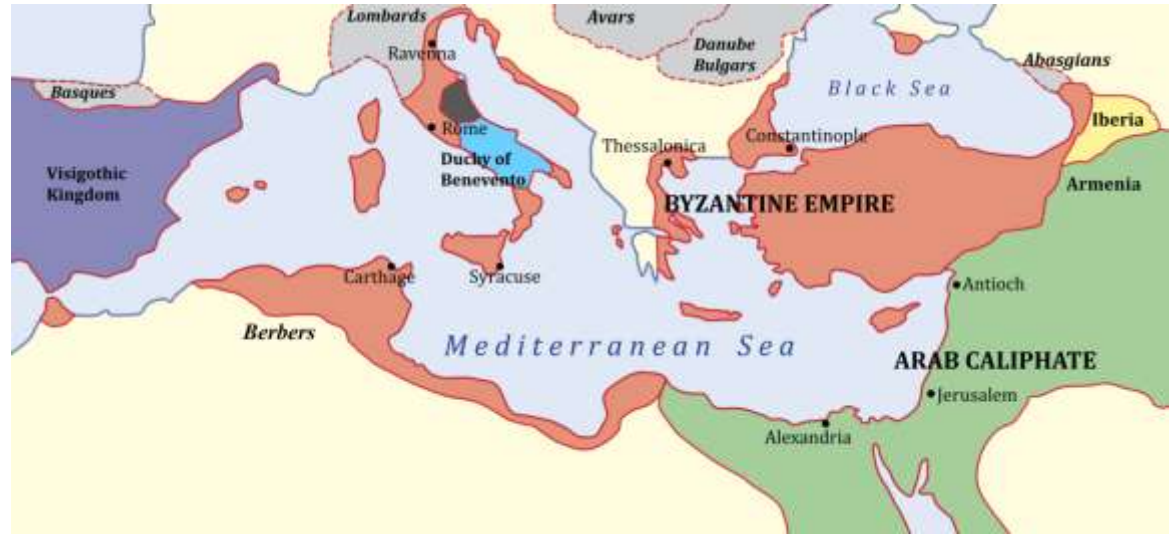 Lombards
Avars
Ravenna
Danube
Bulgars
Abasgians
Basques
Black Sea
Iberia
Rome
Constantinople
Thessalonica
Duchy of
Benevento
Visigothic
Kingdom
Armenia
BYZANTINE EMPIRE
Carthage
Syracuse
Antioch
Berbers
Mediterranean Sea
ARAB CALIPHATE
Jerusalem
Alexandria